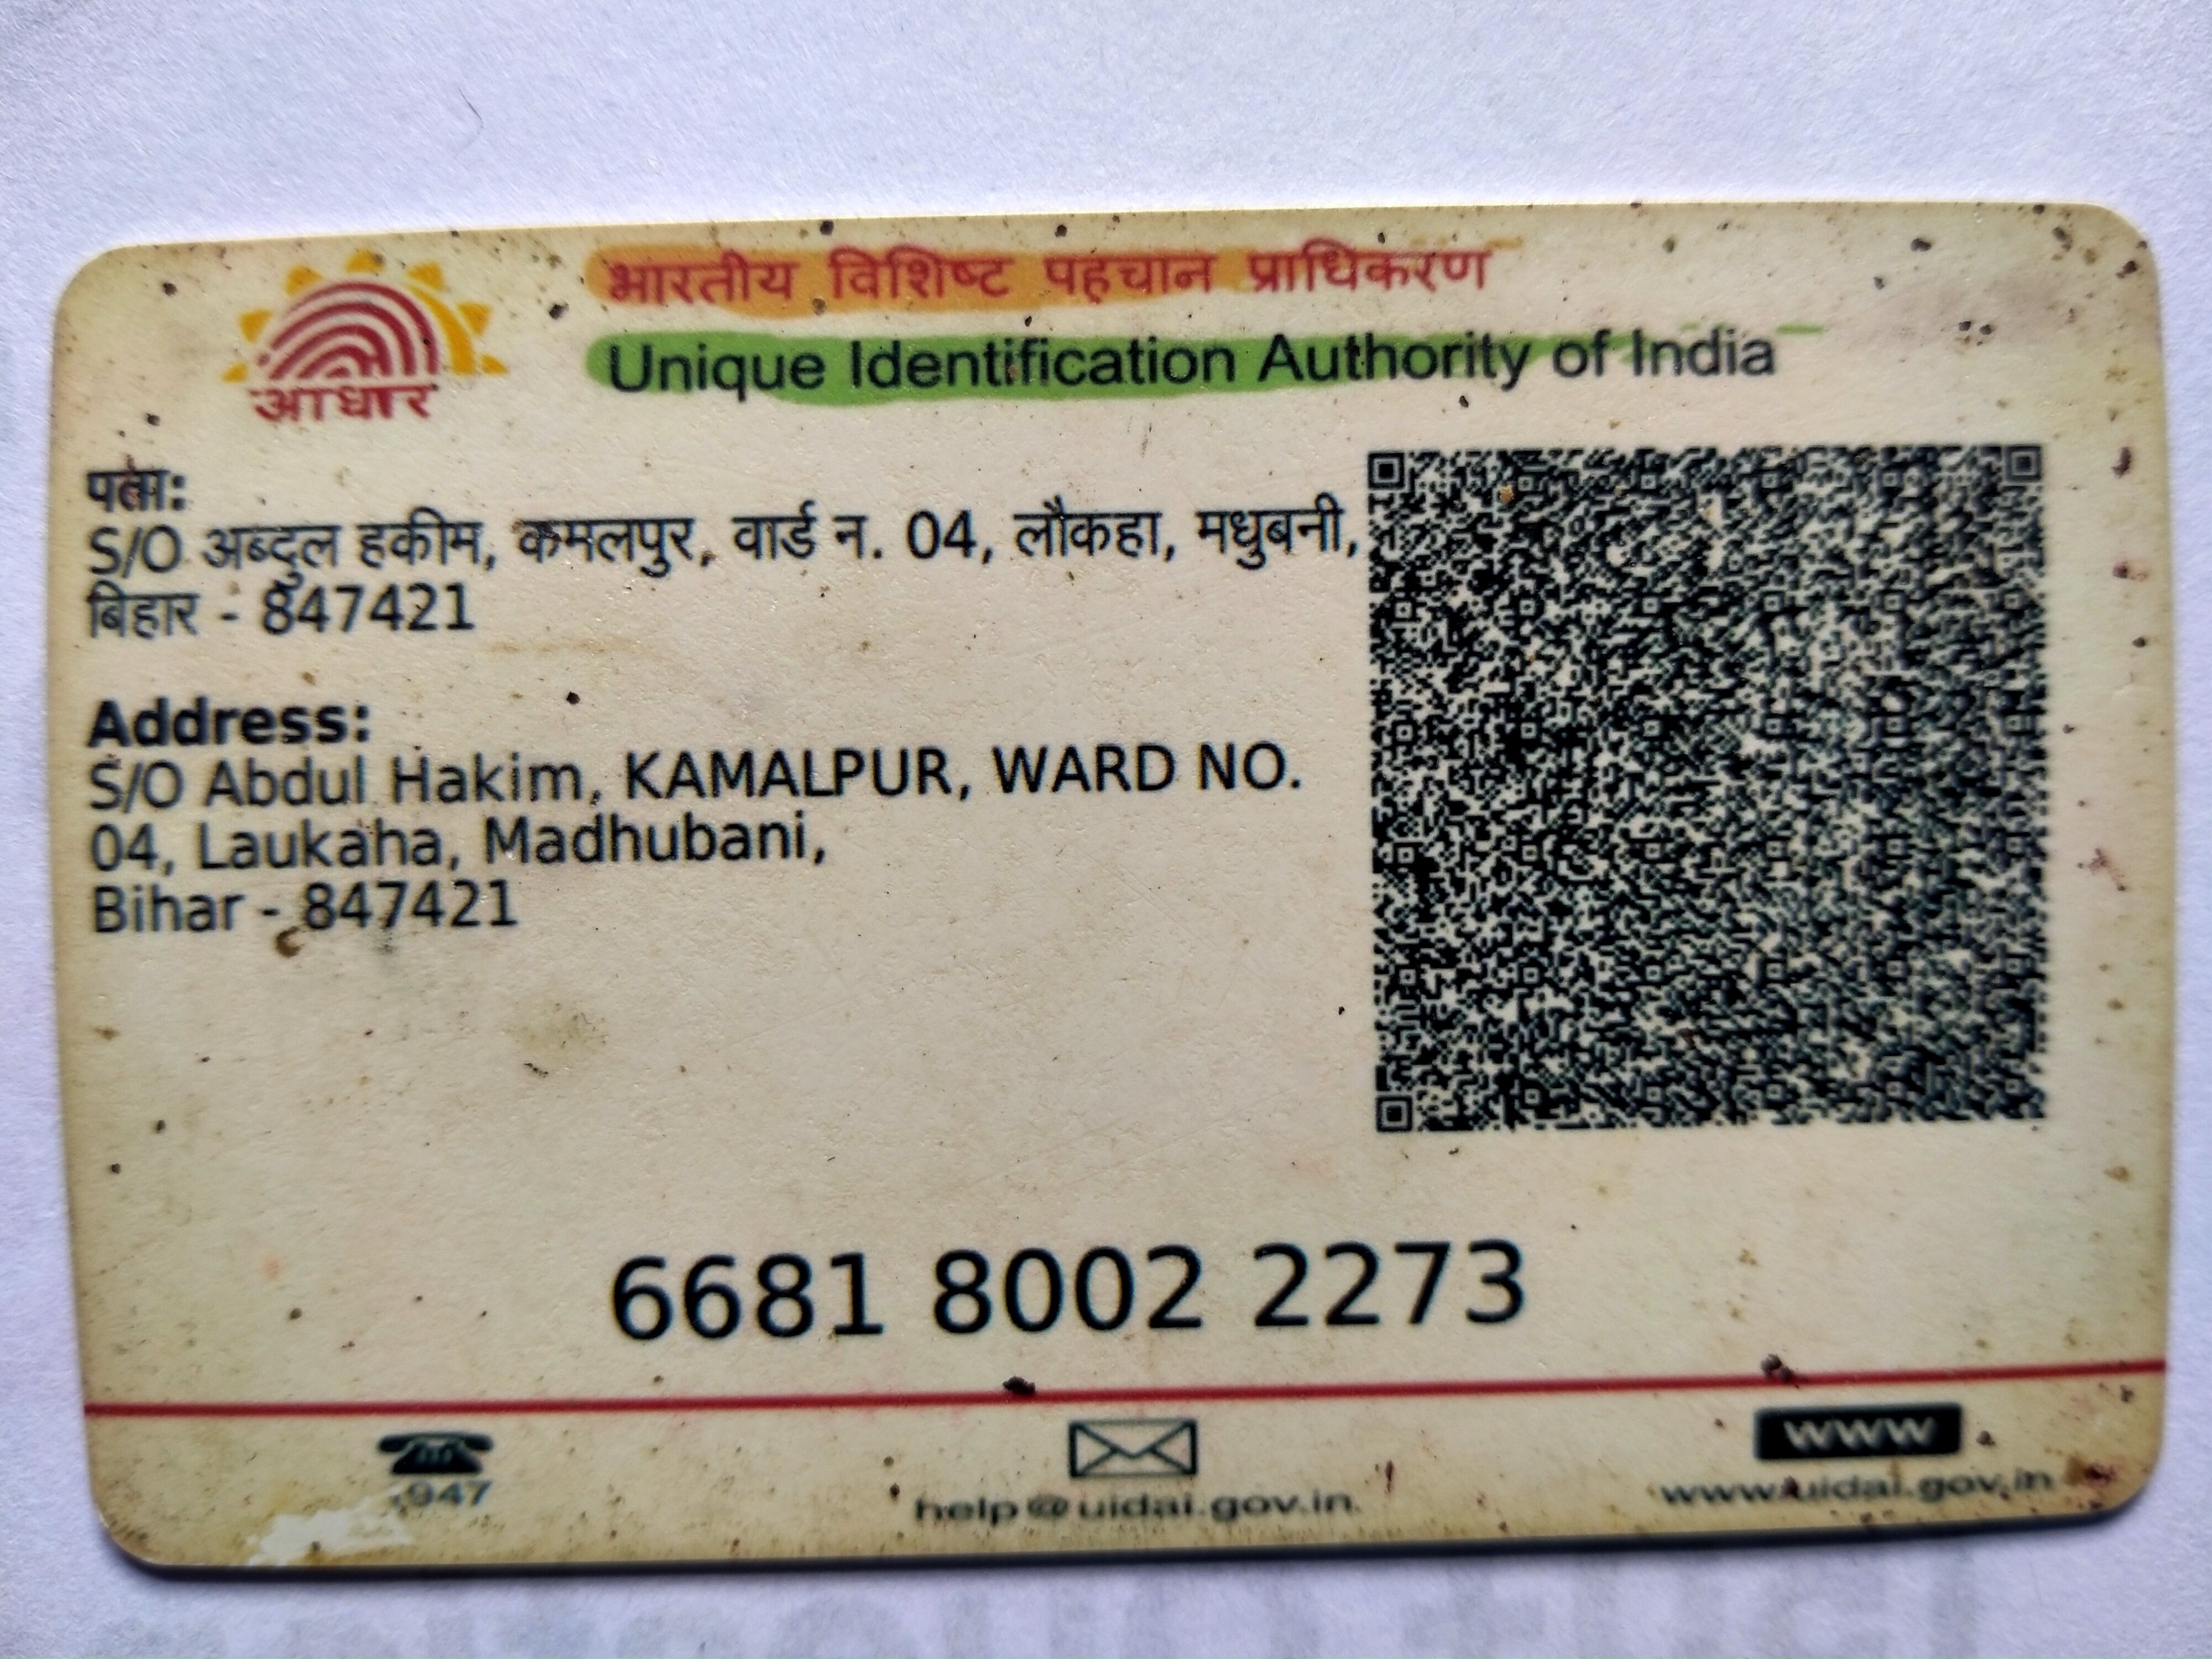 आधार
भारतीय विशिष्ट पहचान प्राधिकरण
Unique Identification Authority of India
पता:
S/O अब्दुल हकीम, कमलपुर, वार्ड न. 04, लौकहा, मधुबनी,
बिहार - 847421
Address:
S/O Abdul Hakim, KAMALPUR, WARD NO.
04, Laukaha, Madhubani,
Bihar - 847421
6681 8002 2273
947
help@uidai.gov.in
www
www.uidai.gov.in